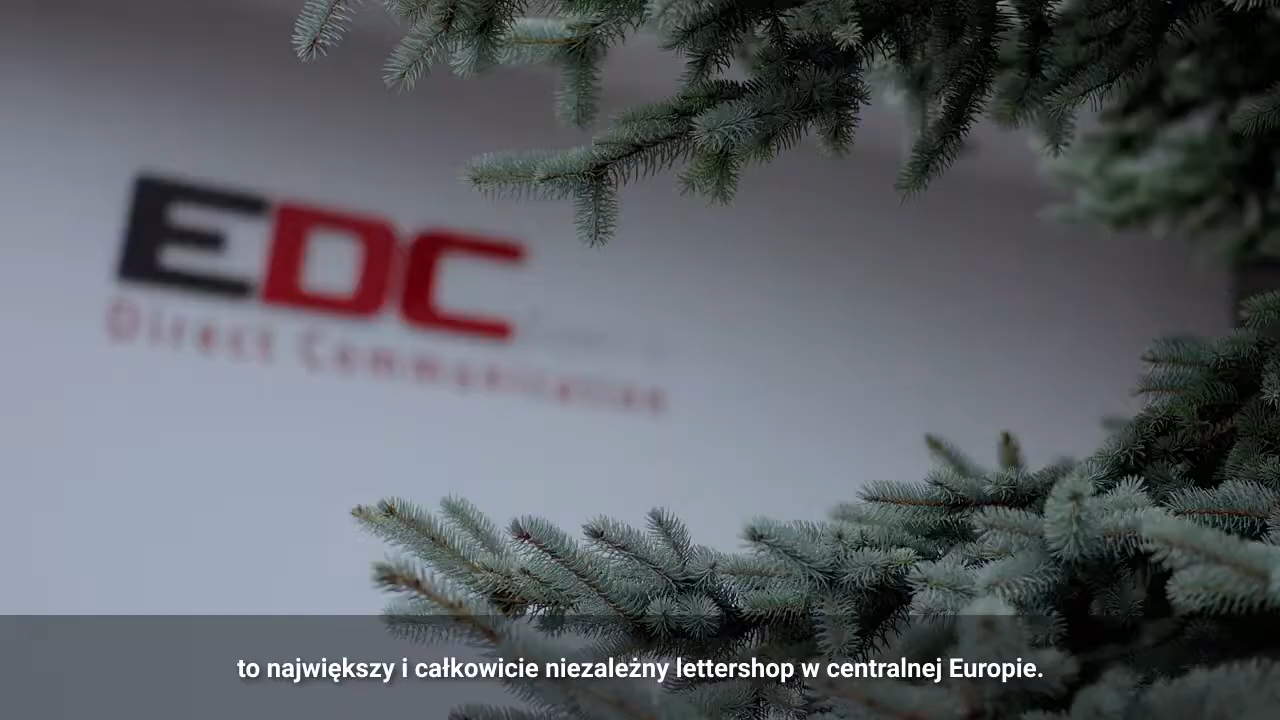 EDC
Direct Communication
to największy i całkowicie niezależny lettershop w centralnej Europie.